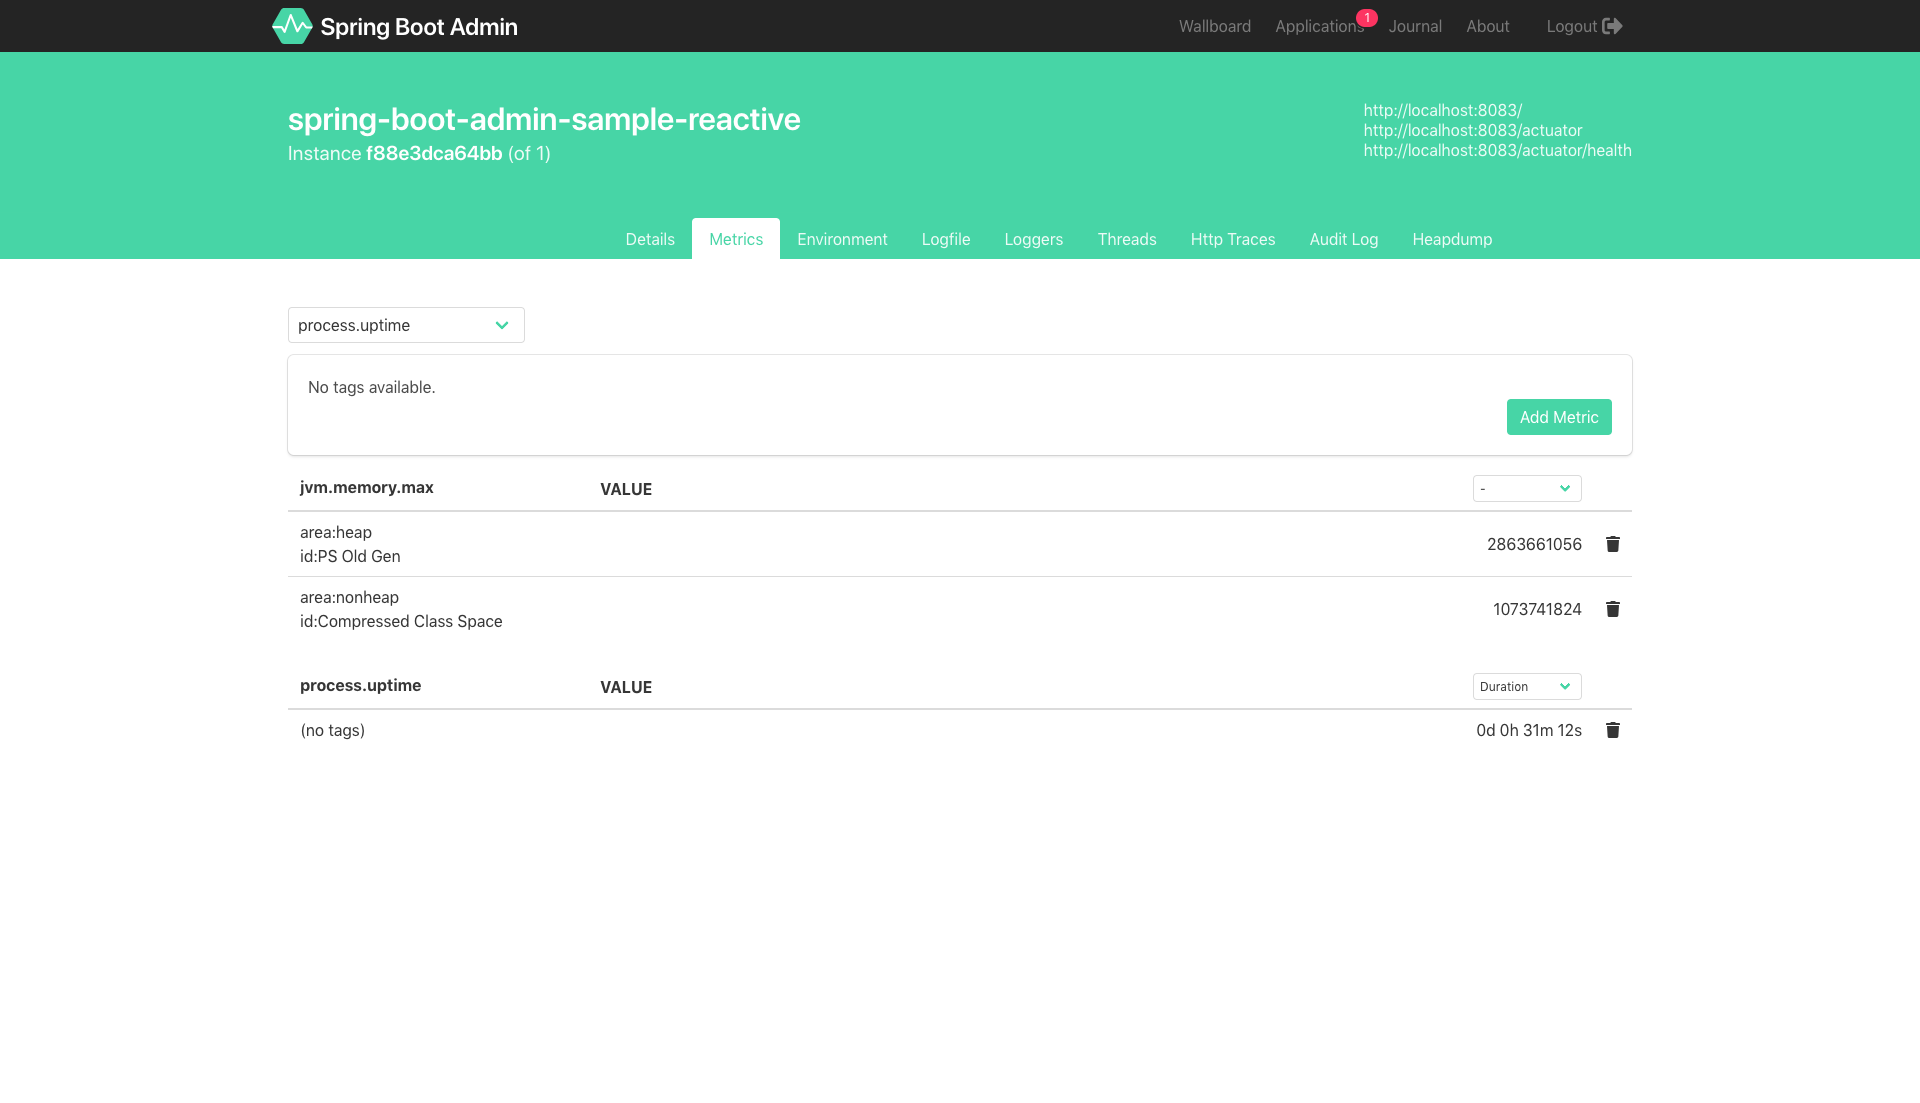 Spring Boot Admin
Wallboard Applications 1 Journal About Logout
spring-boot-admin-sample-reactive
Instance f88e3dca64bb (of 1)
http://localhost:8083/
http://localhost:8083/actuator
http://localhost:8083/actuator/health
Details Metrics Environment Logfile Loggers Threads Http Traces Audit Log Heapdump
process.uptime
No tags available.
Add Metric
jvm.memory.max VALUE -
area:heap
id:PS Old Gen
2863661056
area:nonheap
id:Compressed Class Space
1073741824
process.uptime VALUE Duration
(no tags) 0d 0h 31m 12s